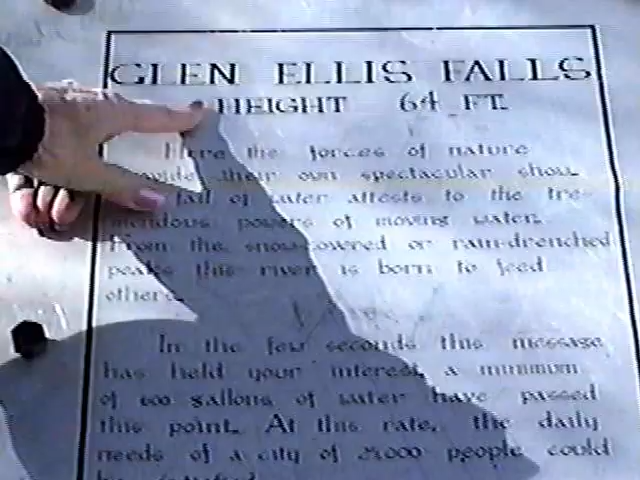 GLEN ELLIS FALLS
HEIGHT 64 FT.
Here the forces of nature
provide their own spectacular show.
fall of water attests to the tre-
mendous powers of moving water.
From the snow-covered or rain-drenched
peaks this river is born to feed
others.
In the few seconds this message
has held your interest, a minimum
of 600 gallons of water have passed
this point. At this rate, the daily
needs of a city of 25,000 people could
be satisfied.